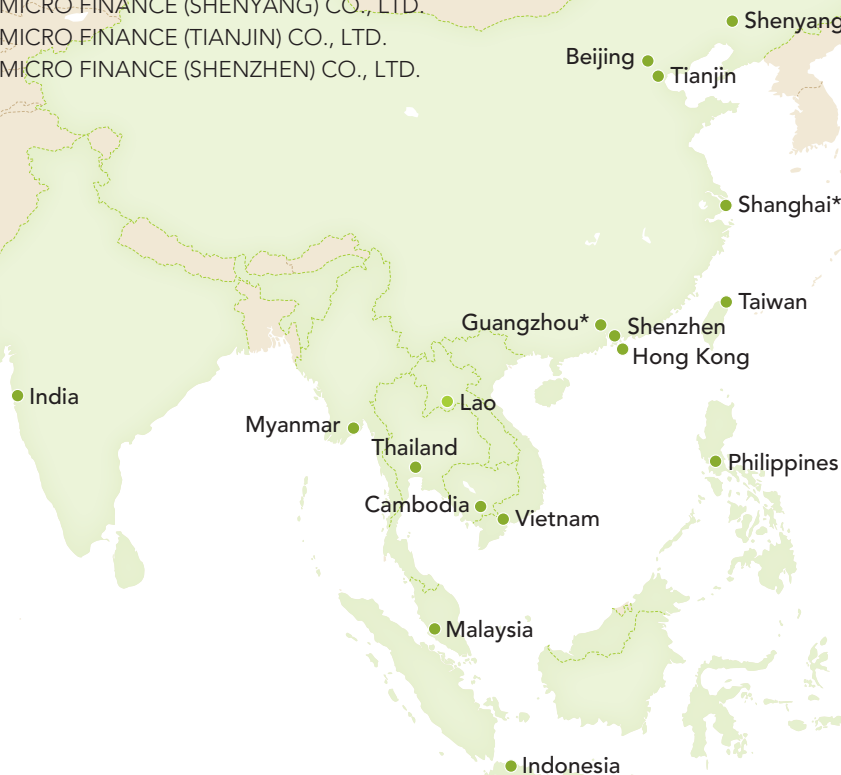 MICRO FINANCE (SHENYANG) CO., LTD.
MICRO FINANCE (TIANJIN) CO., LTD.
MICRO FINANCE (SHENZHEN) CO., LTD.
Shenyang
Beijing
Tianjin
Shanghai*
Taiwan
Guangzhou*
Shenzhen
Hong Kong
India
Lao
Myanmar
Thailand
Philippines
Cambodia
Vietnam
Malaysia
Indonesia